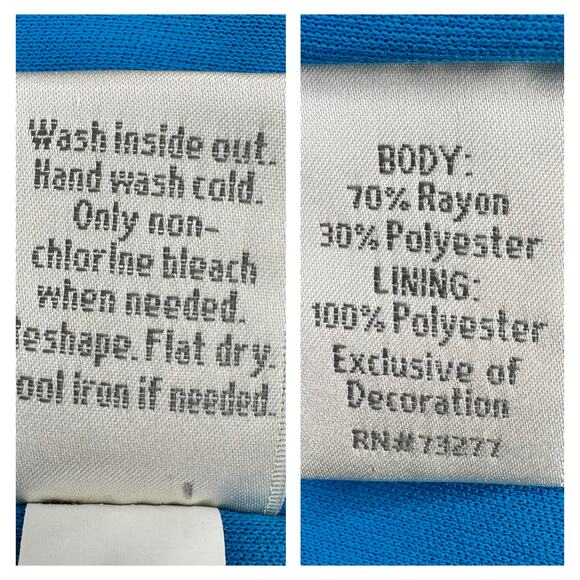 Wash inside out.
Hand wash cold.
Only non-
chlorine bleach
when needed.
eshape. Flat dry.
ool iron if needed.
BODY:
70% Rayon
30% Polyester
LINING:
100% Polyester
Exclusive of
Decoration
RN#73277